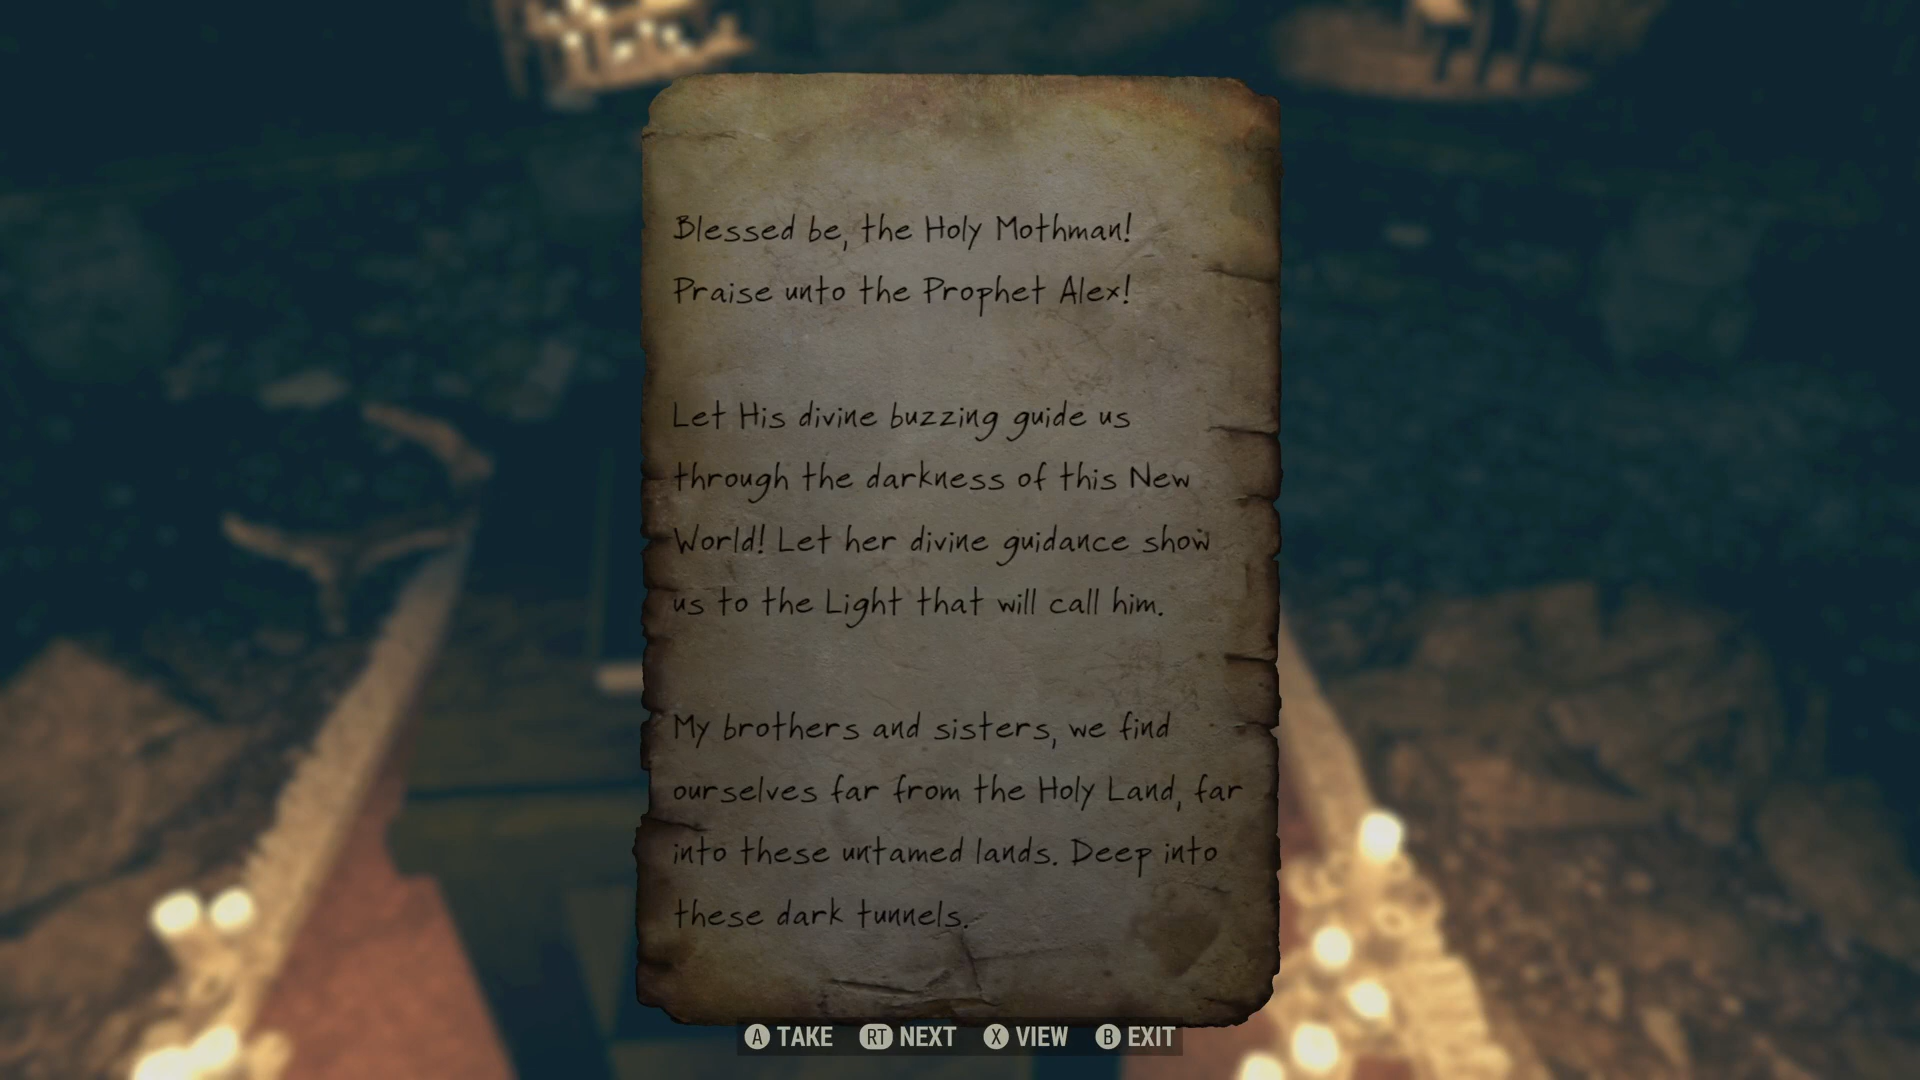 Blessed be, the Holy Mothman!
Praise unto the Prophet Alex!
Let His divine buzzing guide us
through the darkness of this New
World! Let her divine guidance show
us to the Light that will call him.
My brothers and sisters, we find
ourselves far from the Holy Land, far
into these untamed lands. Deep into
these dark tunnels.
A TAKE RT NEXT X VIEW B EXIT